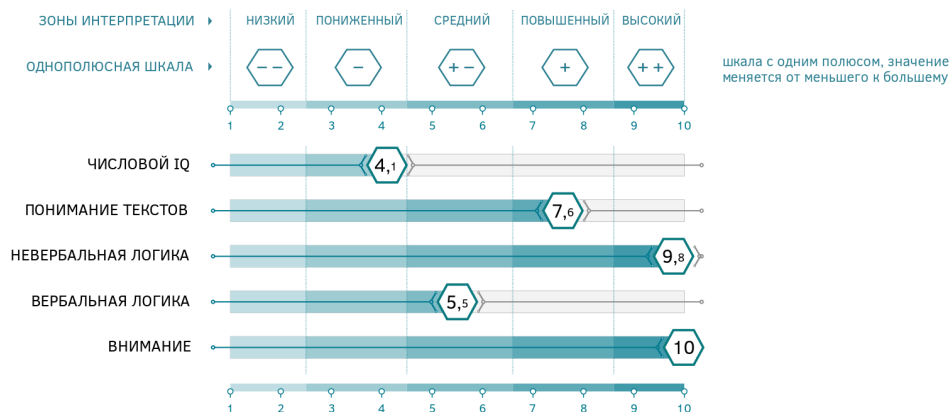 ЗОНЫ ИНТЕРПРЕТАЦИИ НИЗКИЙ ПОНИЖЕННЫЙ СРЕДНИЙ ПОВЫШЕННЫЙ ВЫСОКИЙ
ОДНОПОЛЮСНАЯ ШКАЛА – – – + – + + +
шкала с одним полюсом, значение
меняется от меньшего к большему
1 2 3 4 5 6 7 8 9 10
ЧИСЛОВОЙ IQ 4,1
ПОНИМАНИЕ ТЕКСТОВ 7,6
НЕВЕРБАЛЬНАЯ ЛОГИКА 9,8
ВЕРБАЛЬНАЯ ЛОГИКА 5,5
ВНИМАНИЕ 10
1 2 3 4 5 6 7 8 9 10